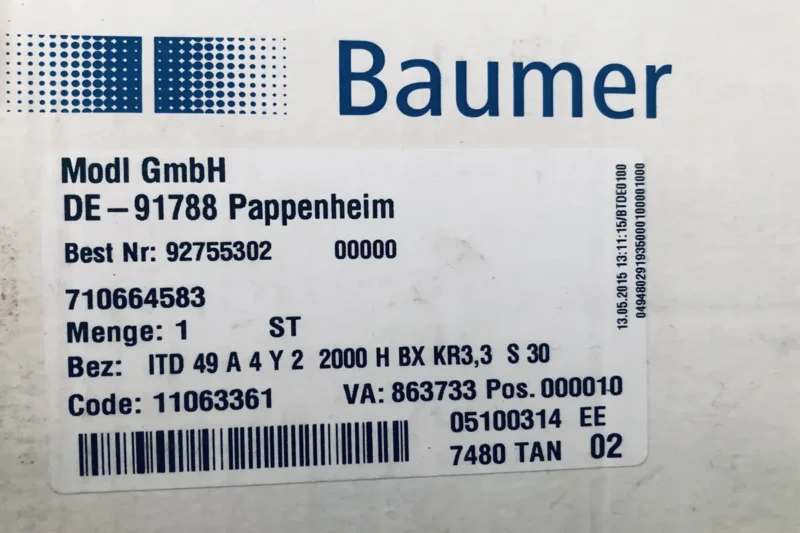 Baumer
Modl GmbH
DE – 91788 Pappenheim
Best Nr: 92755302 00000
710664583
Menge: 1 ST
Bez: ITD 49 A 4 Y 2 2000 H BX KR3,3 S 30
Code: 11063361 VA: 863733 Pos. 000010
05100314 EE
7480 TAN 02
13.05.2015 13:11:15/BTDE0180
049480291935000100001000